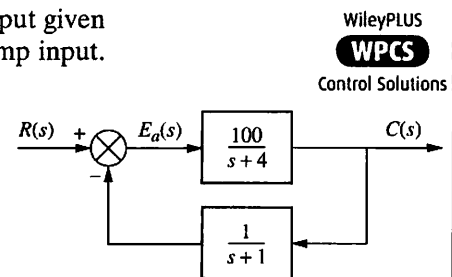 put given
mp input.
WileyPLUS
WPCS
Control Solutions
R(s) + E_a(s) 100 C(s)
s + 4
−
1
s + 1